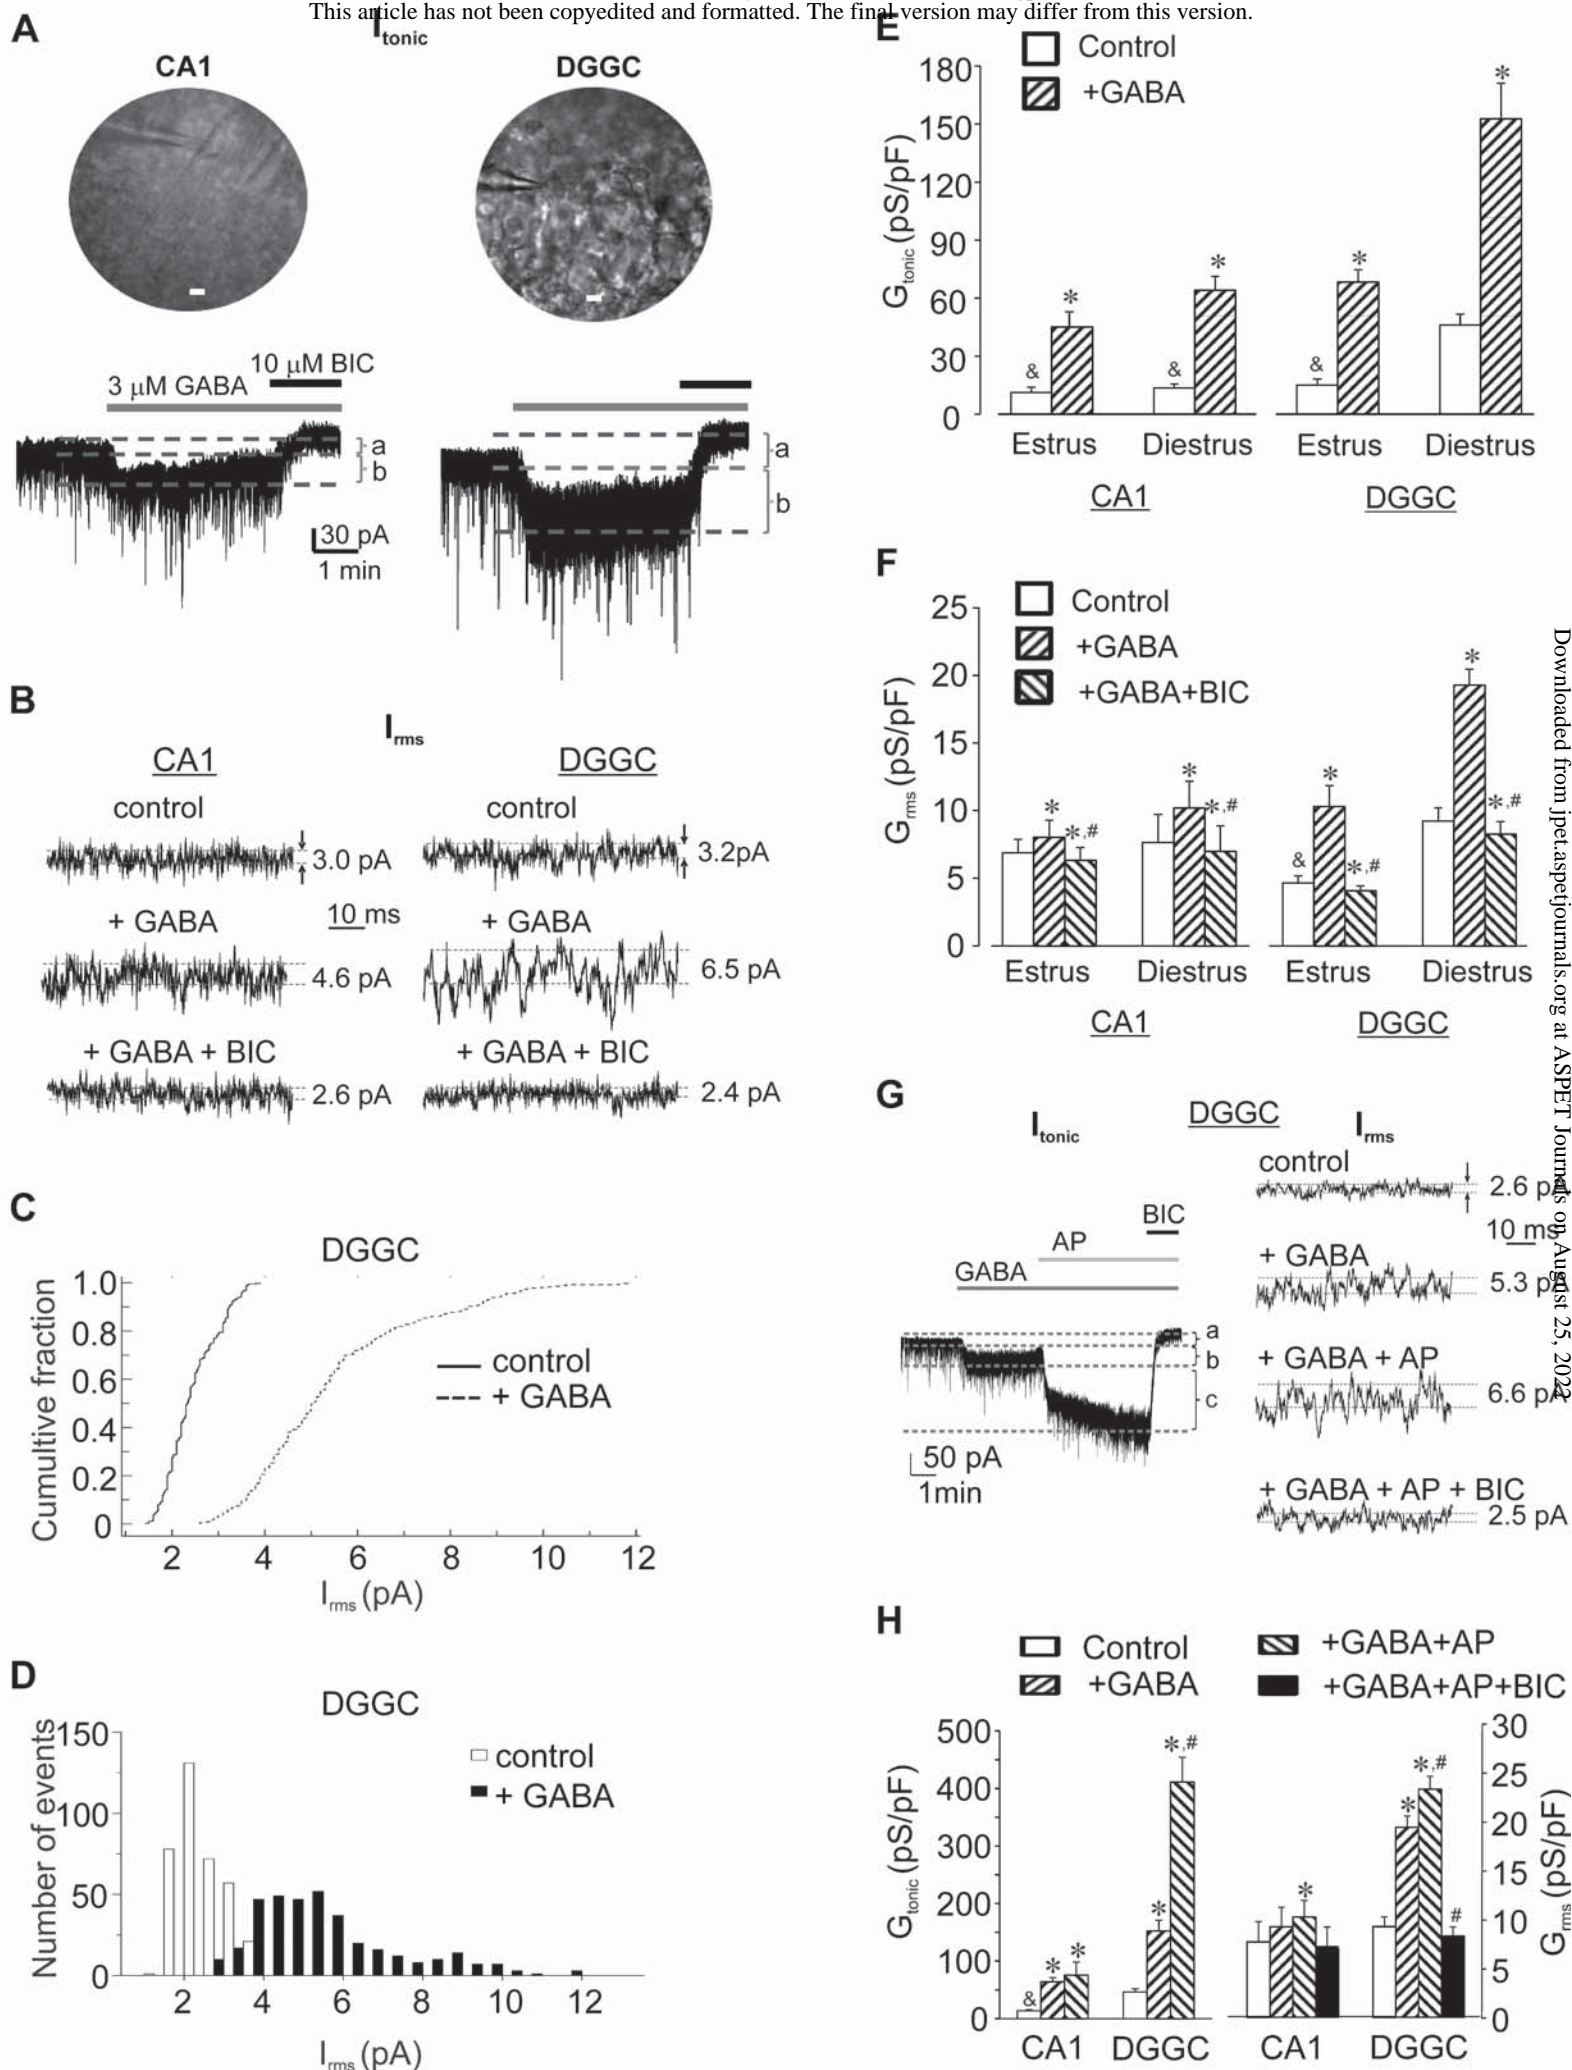 This article has not been copyedited and formatted. The final version may differ from this version.
A
Itonic
CA1
DGGC
3 μM GABA
10 μM BIC
a
b
a
b
30 pA
1 min
B
Irms
CA1
DGGC
control
control
3.0 pA
3.2pA
+ GABA
10 ms
+ GABA
4.6 pA
6.5 pA
+ GABA + BIC
+ GABA + BIC
2.6 pA
2.4 pA
C
DGGC
Cumultive fraction
1.0
0.8
0.6
0.4
0.2
0
control
+ GABA
2 4 6 8 10 12
Irms (pA)
D
DGGC
Number of events
150
100
50
0
control
+ GABA
2 4 6 8 10 12
Irms (pA)
E
Control
+GABA
Gtonic (pS/pF)
180
150
120
90
60
30
0
& * & * & * *
Estrus Diestrus Estrus Diestrus
CA1 DGGC
F
Control
+GABA
+GABA+BIC
Grms (pS/pF)
25
20
15
10
5
0
* *,# * *,# & * *,# * *,#
Estrus Diestrus Estrus Diestrus
CA1 DGGC
G
Itonic
DGGC
Irms
BIC
AP
GABA
a
b
c
50 pA
1min
control
2.6 pA
10 ms
+ GABA
5.3 pA
+ GABA + AP
6.6 pA
+ GABA + AP + BIC
2.5 pA
H
Control
+GABA
+GABA+AP
+GABA+AP+BIC
Gtonic (pS/pF)
500
400
300
200
100
0
& * * * *,#
* * *,# #
30
25
20
15
10
5
0
Grms (pS/pF)
CA1 DGGC CA1 DGGC
Downloaded from jpet.aspetjournals.org at ASPET Journals on August 25, 2022